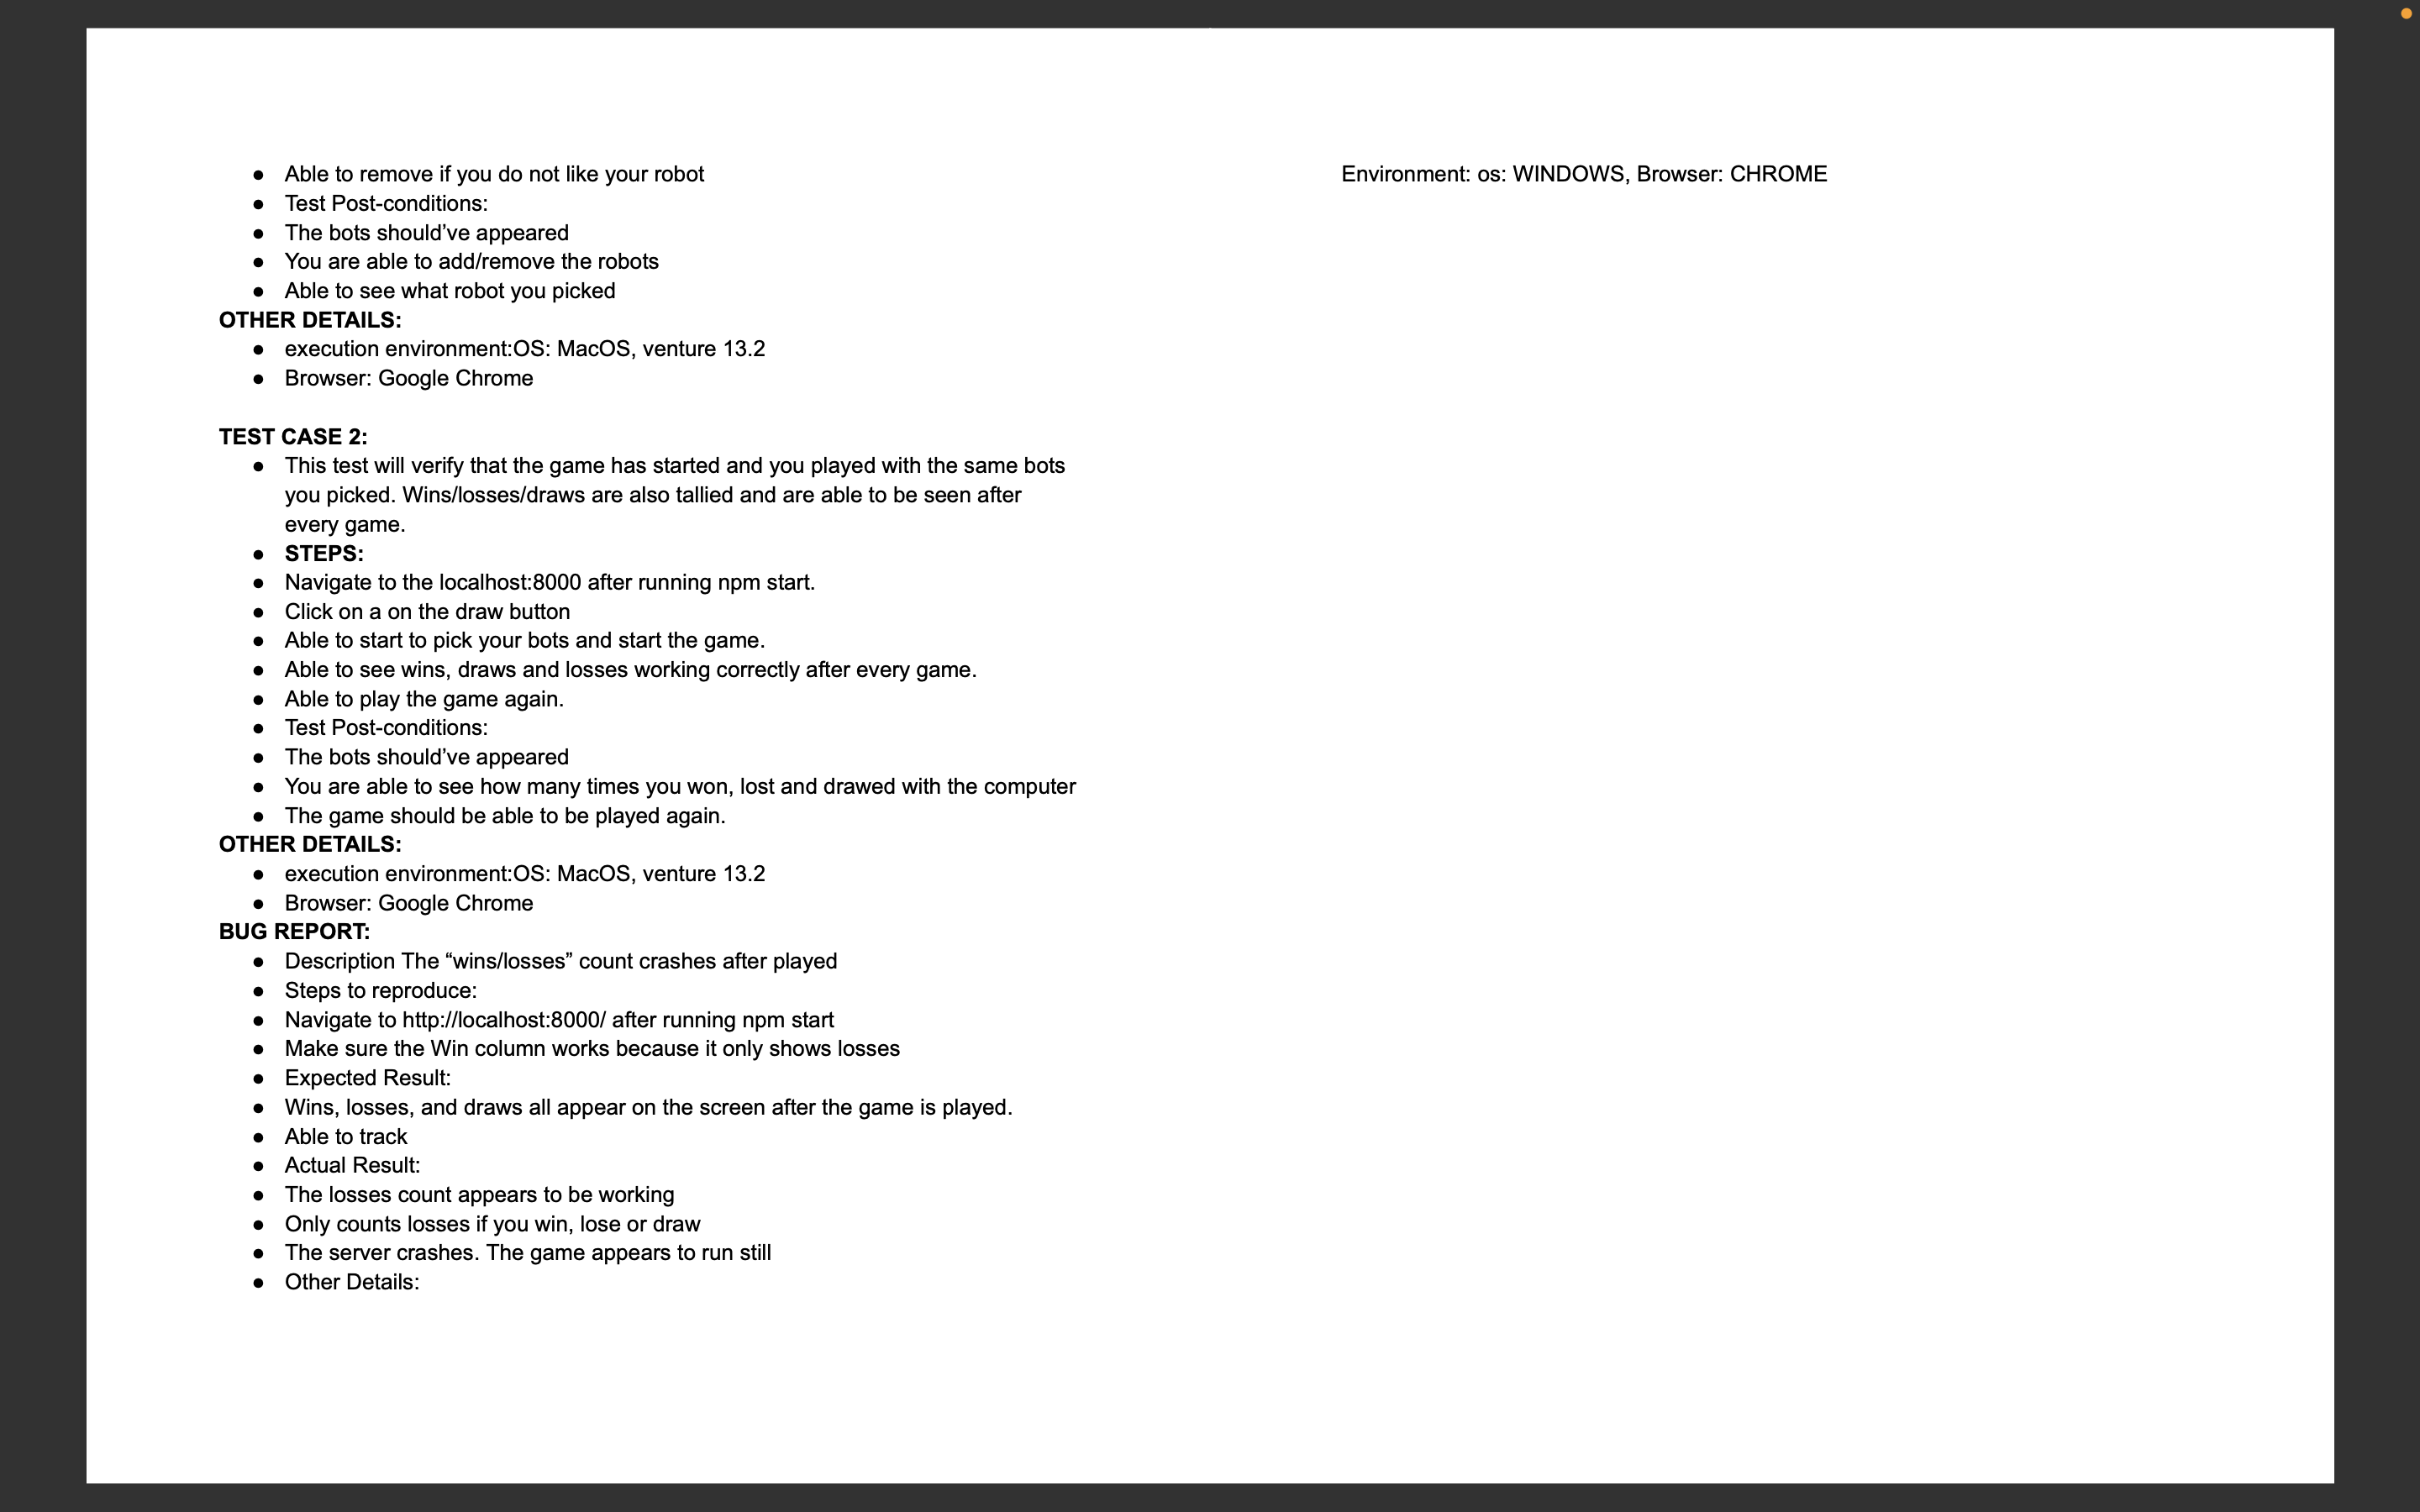 ● Able to remove if you do not like your robot
● Test Post-conditions:
● The bots should’ve appeared
● You are able to add/remove the robots
● Able to see what robot you picked
OTHER DETAILS:
● execution environment:OS: MacOS, venture 13.2
● Browser: Google Chrome
TEST CASE 2:
● This test will verify that the game has started and you played with the same bots
you picked. Wins/losses/draws are also tallied and are able to be seen after
every game.
● STEPS:
● Navigate to the localhost:8000 after running npm start.
● Click on a on the draw button
● Able to start to pick your bots and start the game.
● Able to see wins, draws and losses working correctly after every game.
● Able to play the game again.
● Test Post-conditions:
● The bots should’ve appeared
● You are able to see how many times you won, lost and drawed with the computer
● The game should be able to be played again.
OTHER DETAILS:
● execution environment:OS: MacOS, venture 13.2
● Browser: Google Chrome
BUG REPORT:
● Description The “wins/losses” count crashes after played
● Steps to reproduce:
● Navigate to http://localhost:8000/ after running npm start
● Make sure the Win column works because it only shows losses
● Expected Result:
● Wins, losses, and draws all appear on the screen after the game is played.
● Able to track
● Actual Result:
● The losses count appears to be working
● Only counts losses if you win, lose or draw
● The server crashes. The game appears to run still
● Other Details:
Environment: os: WINDOWS, Browser: CHROME